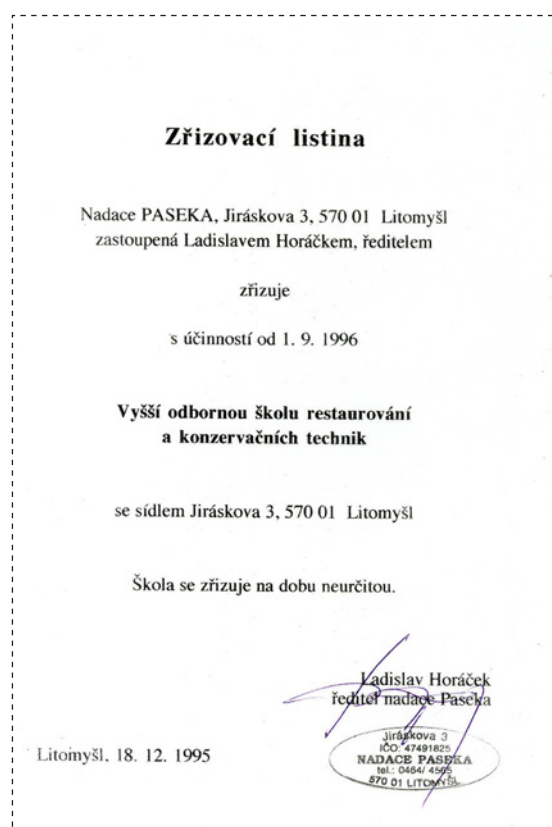 Zřizovací listina
Nadace PASEKA, Jiráskova 3, 570 01 Litomyšl
zastoupená Ladislavem Horáčkem, ředitelem
zřizuje
s účinností od 1. 9. 1996
Vyšší odbornou školu restaurování
a konzervačních technik
se sídlem Jiráskova 3, 570 01 Litomyšl
Škola se zřizuje na dobu neurčitou.
Ladislav Horáček
ředitel nadace Paseka
Jiráskova 3
IČO: 47491825
NADACE PASEKA
tel.: 0464/
570 01 LITOMYŠL
Litomyšl, 18. 12. 1995